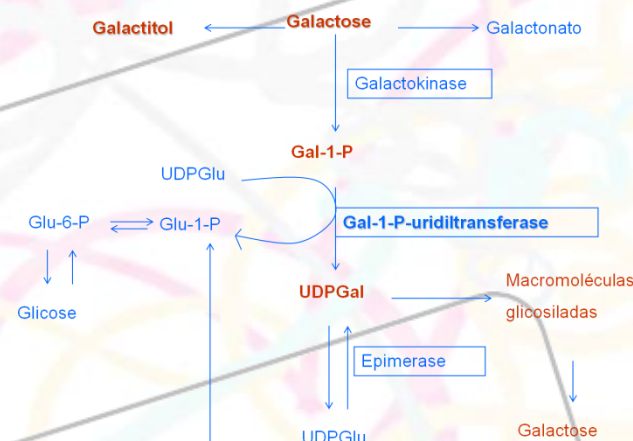 Galactitol
Galactose
Galactonato
Galactokinase
Gal-1-P
UDPGlu
Glu-6-P
Glu-1-P
Gal-1-P-uridiltransferase
UDPGal
Macromoléculas
glicosiladas
Glicose
Epimerase
Galactose
UDPGlu